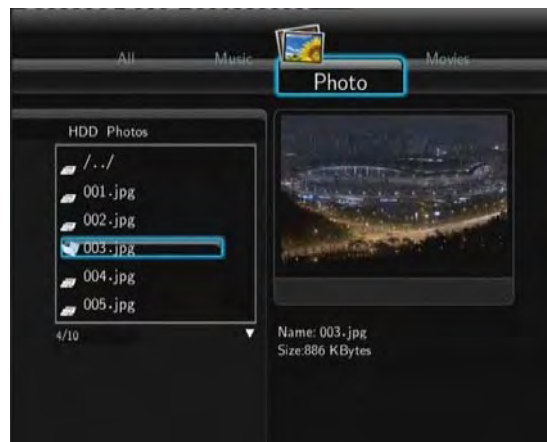 All Music Movies
Photo
HDD Photos
/../
001.jpg
002.jpg
003.jpg
004.jpg
005.jpg
4/10
Name: 003.jpg
Size:886 KBytes